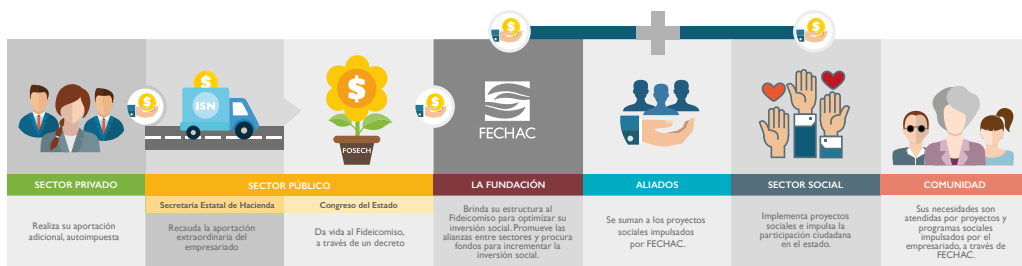 $
$
ISN
$
FOSECH
$
$
FECHAC
$
SECTOR PRIVADO
Realiza su aportación
adicional, autoimpuesta
SECTOR PÚBLICO
Secretaría Estatal de Hacienda
Recauda la aportación
extraordinaria del
empresariado
Congreso del Estado
Da vida al Fideicomiso,
a través de un decreto
LA FUNDACIÓN
Brinda su estructura al
Fideicomiso para optimizar su
inversión social. Promueve las
alianzas entre sectores y procura
fondos para incrementar la
inversión social.
ALIADOS
Se suman a los proyectos
sociales impulsados
por FECHAC.
SECTOR SOCIAL
Implementa proyectos
sociales e impulsa la
participación ciudadana
en el estado.
COMUNIDAD
Sus necesidades son
atendidas por proyectos y
programas sociales
impulsados por el
empresariado, a través de
FECHAC.